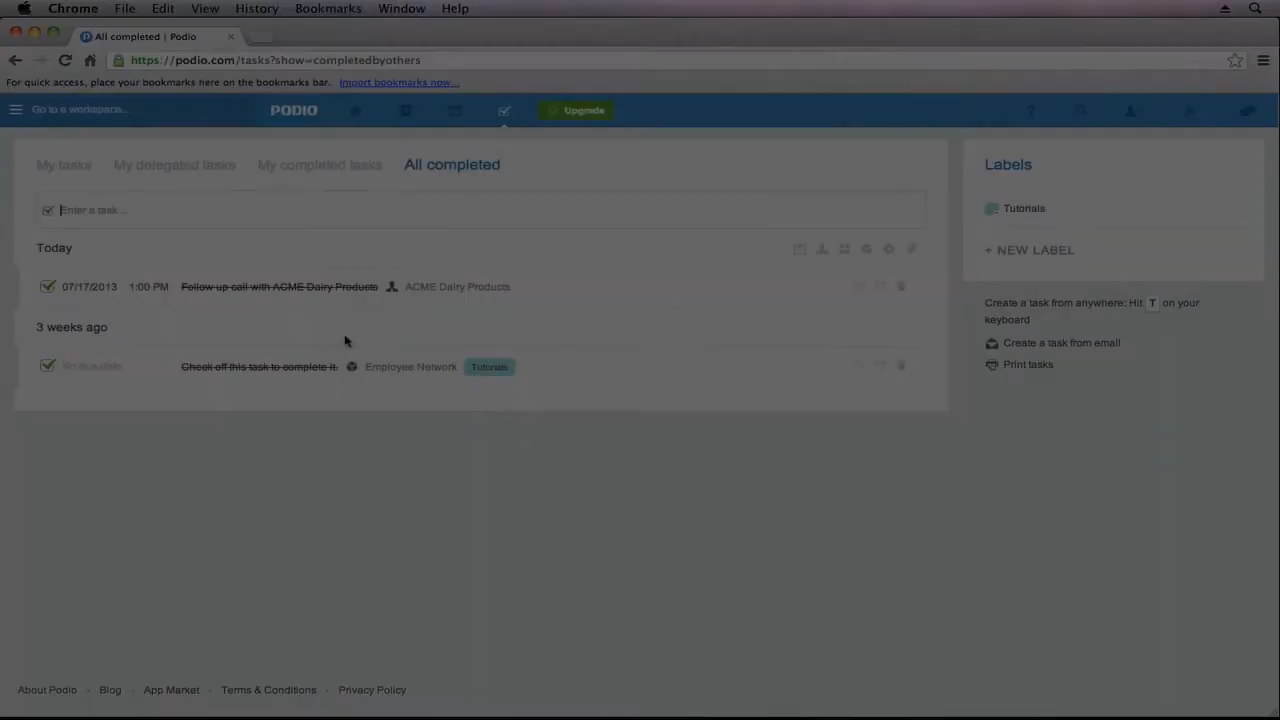 Chrome File Edit View History Bookmarks Window Help
All completed | Podio
https://podio.com/tasks?show=completedbyothers
For quick access, place your bookmarks here on the bookmarks bar. Import bookmarks now...
Go to a workspace... PODIO Upgrade ?
My tasks My delegated tasks My completed tasks All completed
Enter a task ...
Today
07/17/2013 1:00 PM Follow up call with ACME Dairy Products ACME Dairy Products
3 weeks ago
No due date Check off this task to complete it. Employee Network Tutorials
Labels
Tutorials
+ NEW LABEL
Create a task from anywhere: Hit T on your
keyboard
Create a task from email
Print tasks
About Podio · Blog · App Market · Terms & Conditions · Privacy Policy